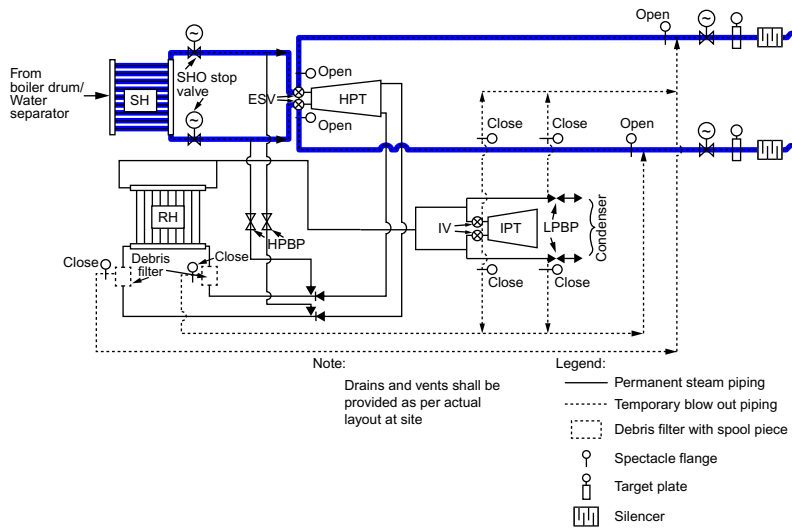 Open
Open
From
boiler drum/
Water
separator
SH
SHO stop
valve
ESV
HPT
Open
Close
Close
Open
RH
HPBP
IV
IPT
LPBP
Condenser
Close
Debris
filter
Close
Close
Close
Note:
Drains and vents shall be
provided as per actual
layout at site
Legend:
Permanent steam piping
Temporary blow out piping
Debris filter with spool piece
Spectacle flange
Target plate
Silencer